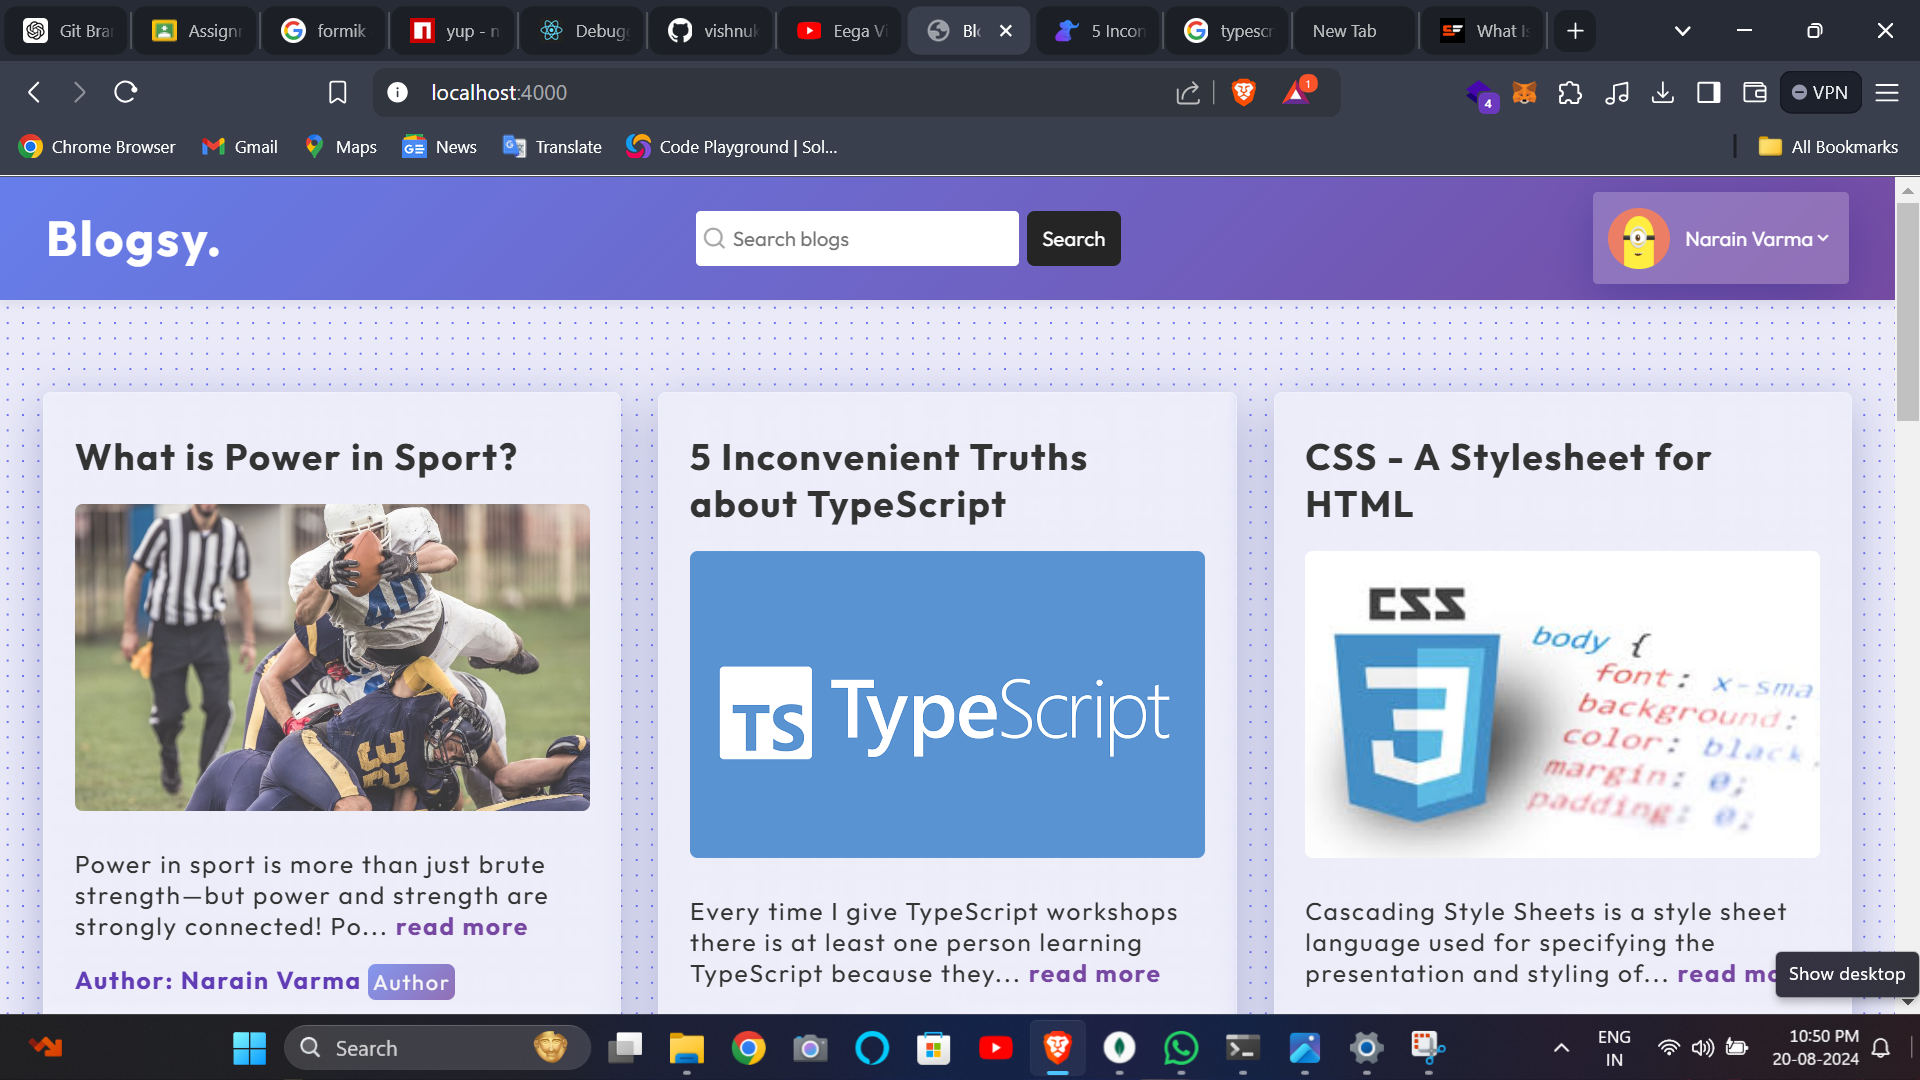 Git Bra
Assignm
formik
yup - n
Debug
vishnuk
Eega Vi
Bl
5 Incon
typescr
New Tab
What Is
localhost:4000
1
4
VPN
Chrome Browser
Gmail
Maps
News
Translate
Code Playground | Sol...
All Bookmarks
Blogsy.
Search blogs
Search
Narain Varma
What is Power in Sport?
Power in sport is more than just brute
strength—but power and strength are
strongly connected! Po... read more
Author: Narain Varma Author
5 Inconvenient Truths
about TypeScript
TS TypeScript
Every time I give TypeScript workshops
there is at least one person learning
TypeScript because they... read more
CSS - A Stylesheet for
HTML
CSS
3
body {
font: x-sma
background:
color: black
margin: 0;
padding: 0;
Cascading Style Sheets is a style sheet
language used for specifying the
presentation and styling of... read mo
Show desktop
Search
ENG
IN
10:50 PM
20-08-2024